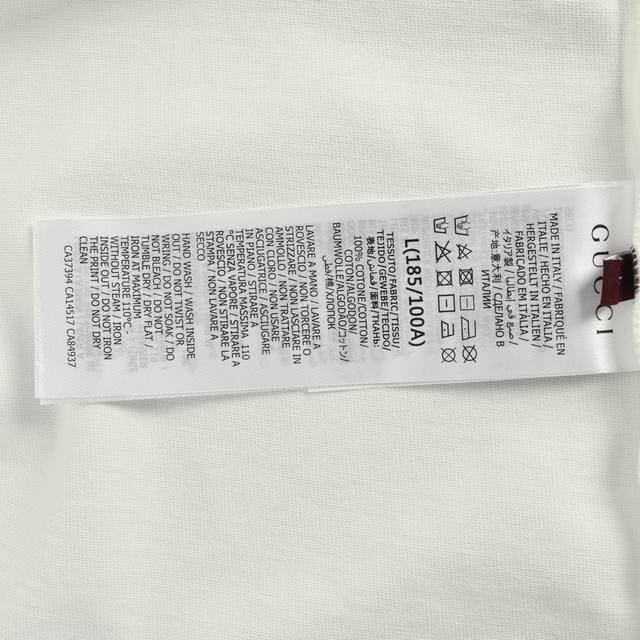 GUCCI
MADE IN ITALY / FABRIQUÉ EN
ITALIE / HECHO EN ITALIA /
HERGESTELLT IN ITALIEN /
FABBRICADO EM ITALIA /
イタリア製 / صنع في إيطاليا /
产地:意大利 / СДЕЛАНО В
ИТАЛИИ
L(185/100A)
TESSUTO/FABRIC/TISSU/
TEJIDO/GEWEBE/TECIDO/
表地/قماش/面料/ТКАНЬ:
100% COTONE/COTTON/
COTON/ALGODÓN/
BAUMWOLLE/ALGODÃO/コットン/
قطن/棉/ХЛОПОК
LAVARE A MANO / LAVARE A
ROVESCIO / NON TORCERE O
STRIZZARE / NON LASCIARE IN
AMMOLLO / NON TRATTARE
CON CLORO / NON USARE
ASCIUGATRICE / ASCIUGARE
IN PIANO / STIRARE A
TEMPERATURA MASSIMA 110
°C SENZA VAPORE / STIRARE A
ROVESCIO / NON STIRARE LA
STAMPA / NON LAVARE A
SECCO
HAND WASH / WASH INSIDE
OUT / DO NOT TWIST OR
WRING / DO NOT SOAK / DO
NOT BLEACH / DO NOT
TUMBLE DRY / DRY FLAT /
IRON AT MAXIMUM
TEMPERATURE 110°C
WITHOUT STEAM / IRON
INSIDE OUT / DO NOT IRON
THE PRINT / DO NOT DRY
CLEAN
CA37394 CA14517 CA84937